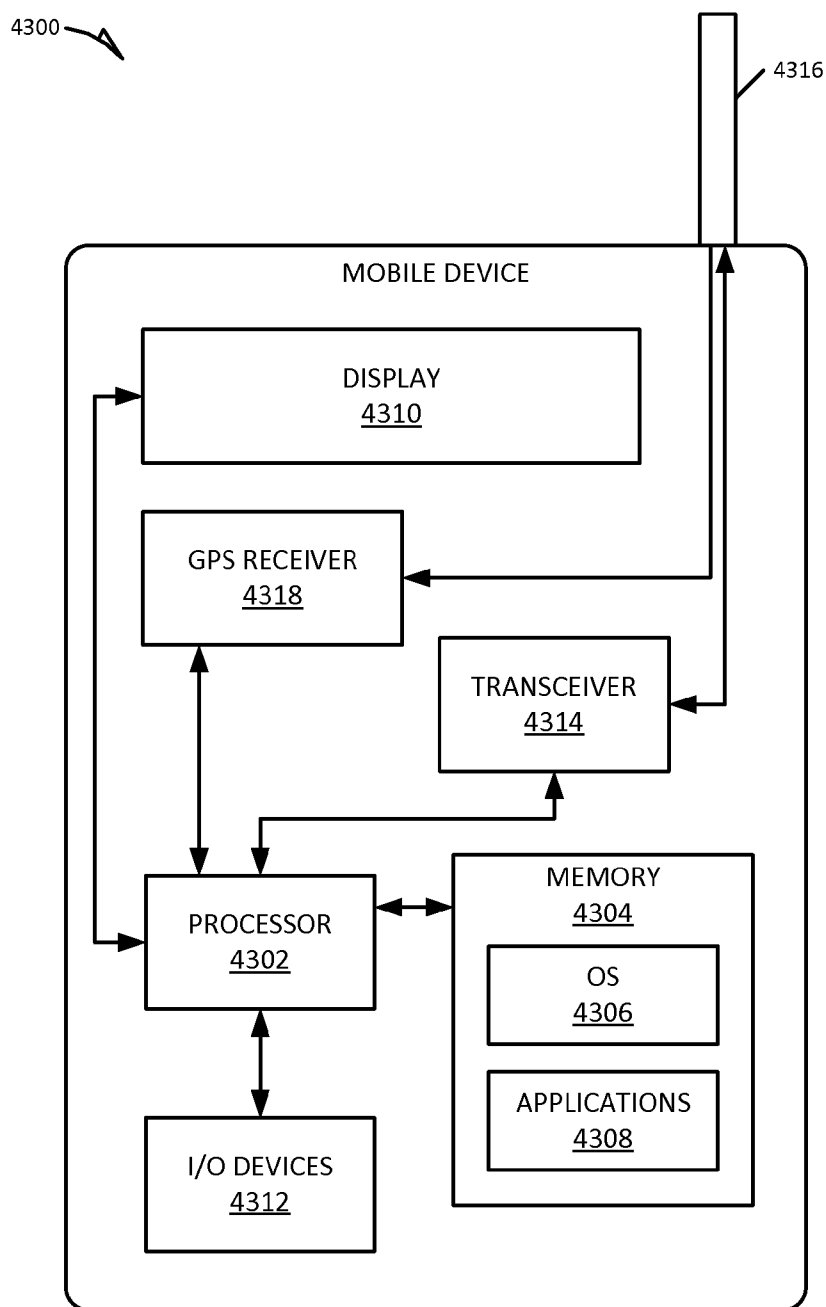 4300
4316
MOBILE DEVICE
DISPLAY
4310
GPS RECEIVER
4318
TRANSCEIVER
4314
MEMORY
4304
PROCESSOR
4302
OS
4306
APPLICATIONS
4308
I/O DEVICES
4312